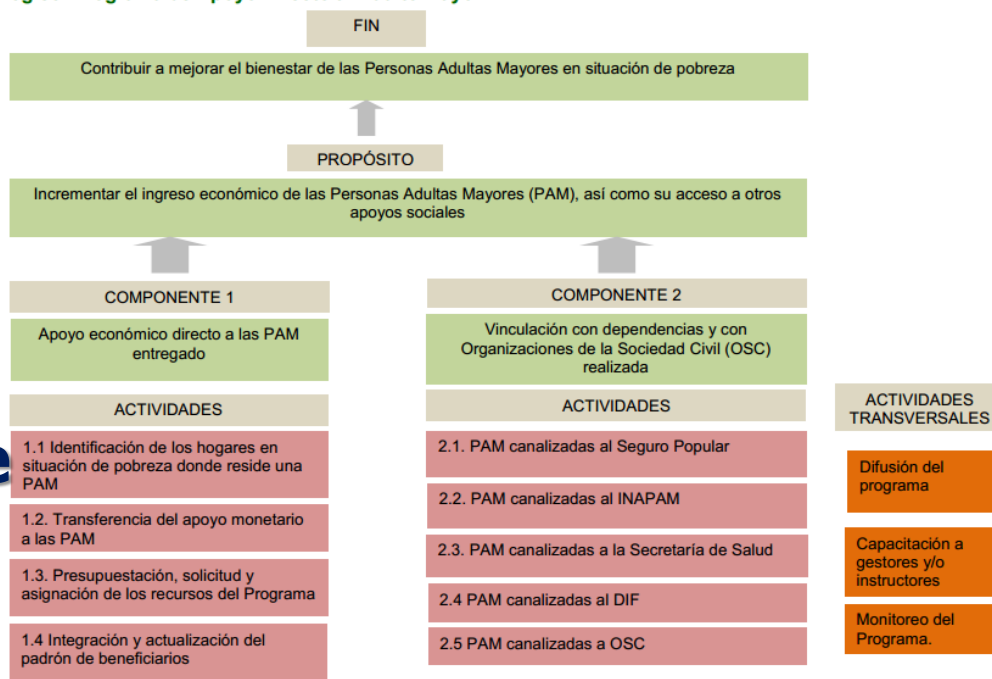 FIN
Contribuir a mejorar el bienestar de las Personas Adultas Mayores en situación de pobreza
PROPÓSITO
Incrementar el ingreso económico de las Personas Adultas Mayores (PAM), así como su acceso a otros
apoyos sociales
COMPONENTE 1
Apoyo económico directo a las PAM
entregado
ACTIVIDADES
1.1 Identificación de los hogares en
situación de pobreza donde reside una
PAM
1.2. Transferencia del apoyo monetario
a las PAM
1.3. Presupuestación, solicitud y
asignación de los recursos del Programa
1.4 Integración y actualización del
padrón de beneficiarios
COMPONENTE 2
Vinculación con dependencias y con
Organizaciones de la Sociedad Civil (OSC)
realizada
ACTIVIDADES
2.1. PAM canalizadas al Seguro Popular
2.2. PAM canalizadas al INAPAM
2.3. PAM canalizadas a la Secretaría de Salud
2.4 PAM canalizadas al DIF
2.5 PAM canalizadas a OSC
ACTIVIDADES
TRANSVERSALES
Difusión del
programa
Capacitación a
gestores y/o
instructores
Monitoreo del
Programa.
e